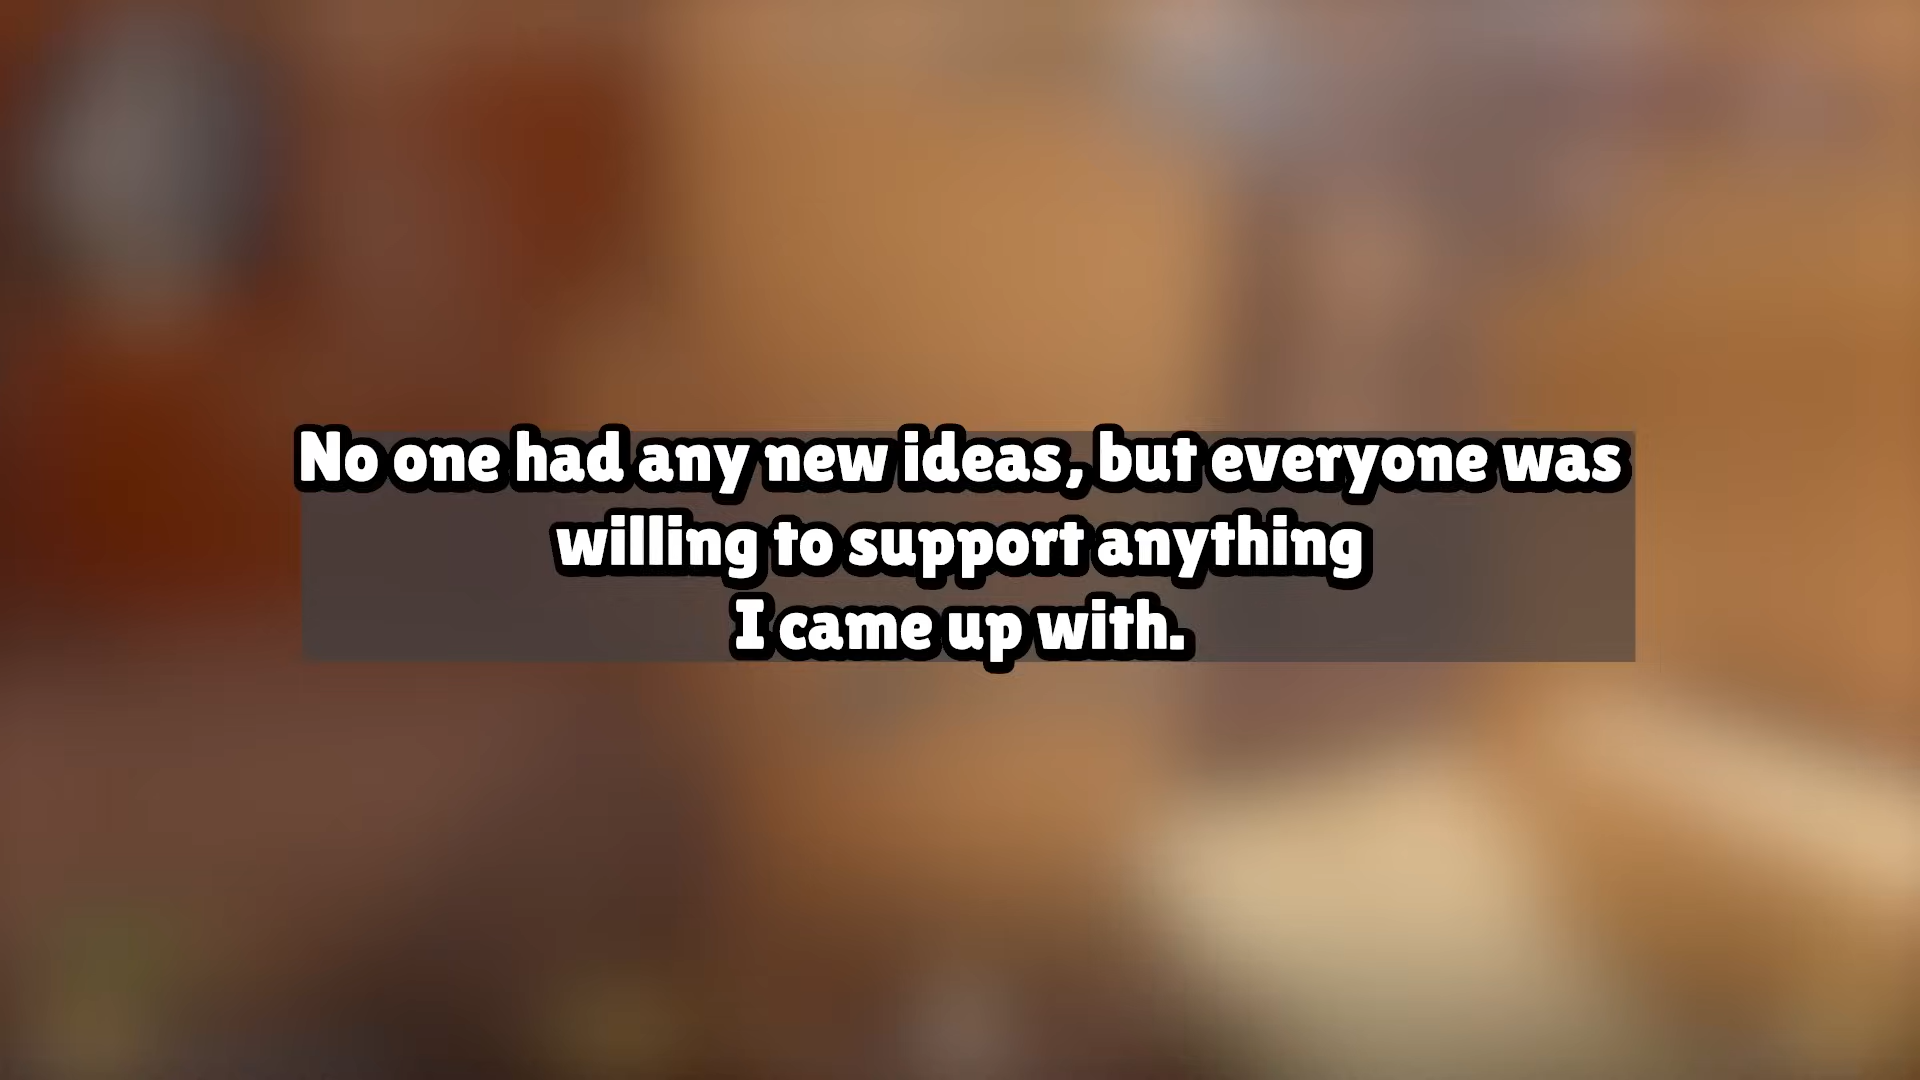 No one had any new ideas, but everyone was
willing to support anything
I came up with.